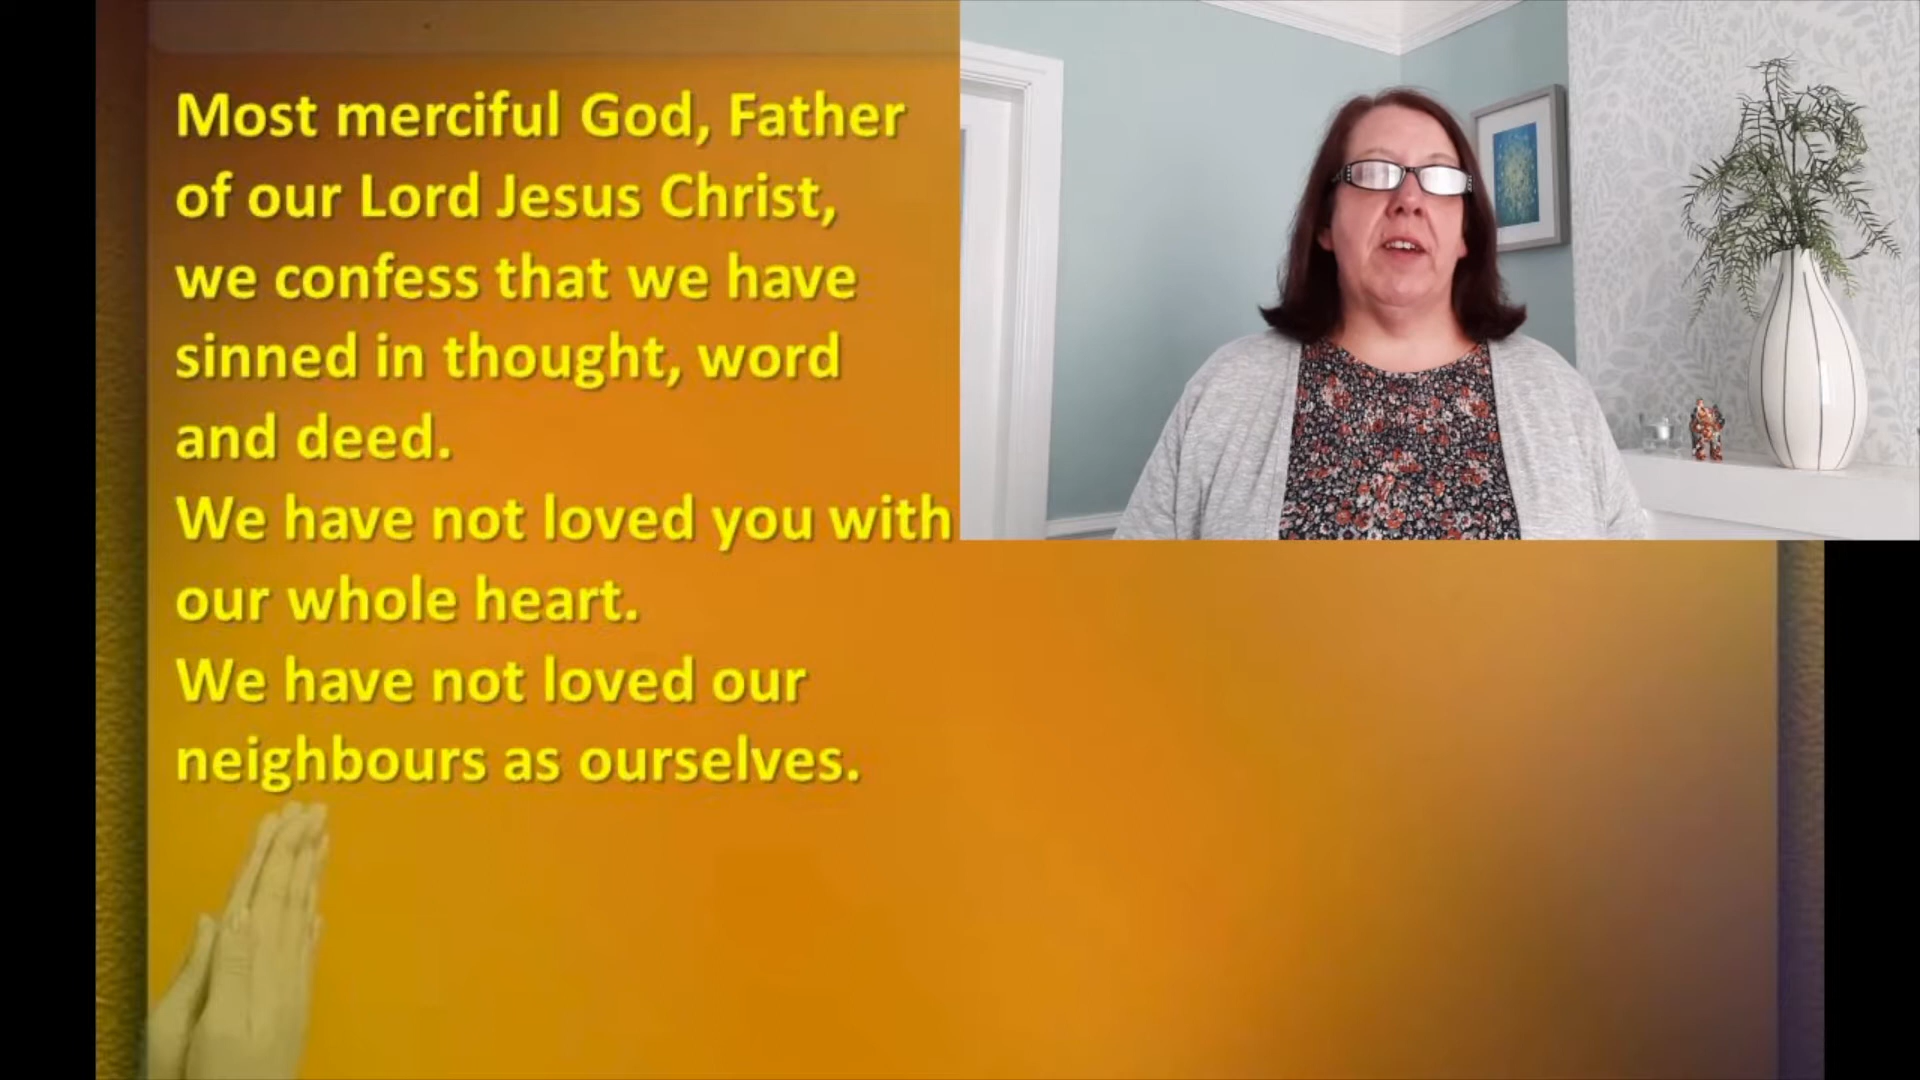 Most merciful God, Father
of our Lord Jesus Christ,
we confess that we have
sinned in thought, word
and deed.
We have not loved you with
our whole heart.
We have not loved our
neighbours as ourselves.